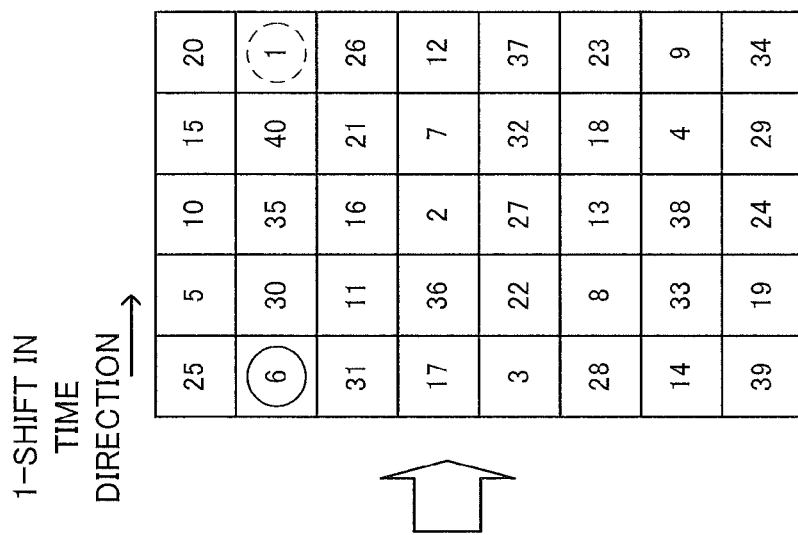 1-SHIFT IN
TIME
DIRECTION
25 5 10 15 20
6 30 35 40 1
31 11 16 21 26
17 36 2 7 12
3 22 27 32 37
28 8 13 18 23
14 33 38 4 9
39 19 24 29 34